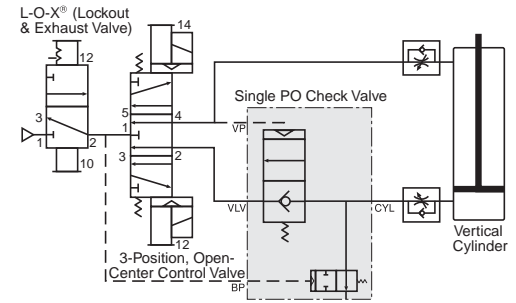 L-O-X® (Lockout
& Exhaust Valve)
14
12
3
1
2
10
5
4
1
3
2
12
Single PO Check Valve
VP
VLV
CYL
BP
3-Position, Open-
Center Control Valve
Vertical
Cylinder